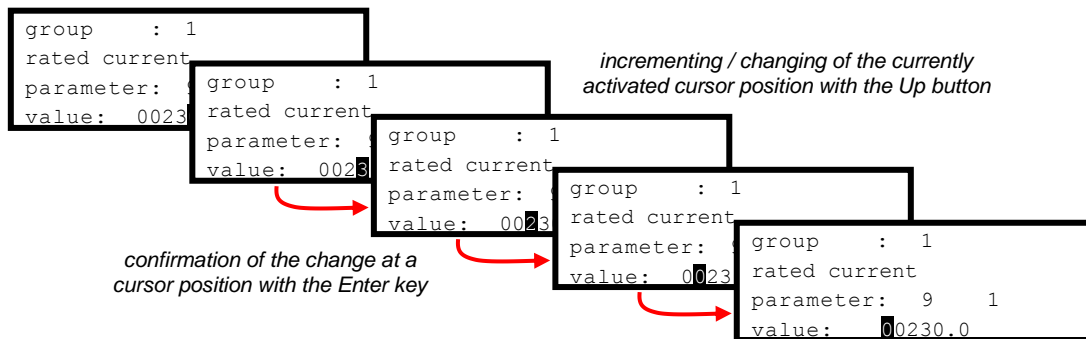 group : 1
rated current
parameter:
value: 0023
group : 1
rated current
parameter:
value: 0023
group : 1
rated current
parameter:
value: 0023
group : 1
rated current
parameter:
value: 0023
group : 1
rated current
parameter: 9 1
value: 00230.0
incrementing / changing of the currently
activated cursor position with the Up button
confirmation of the change at a
cursor position with the Enter key